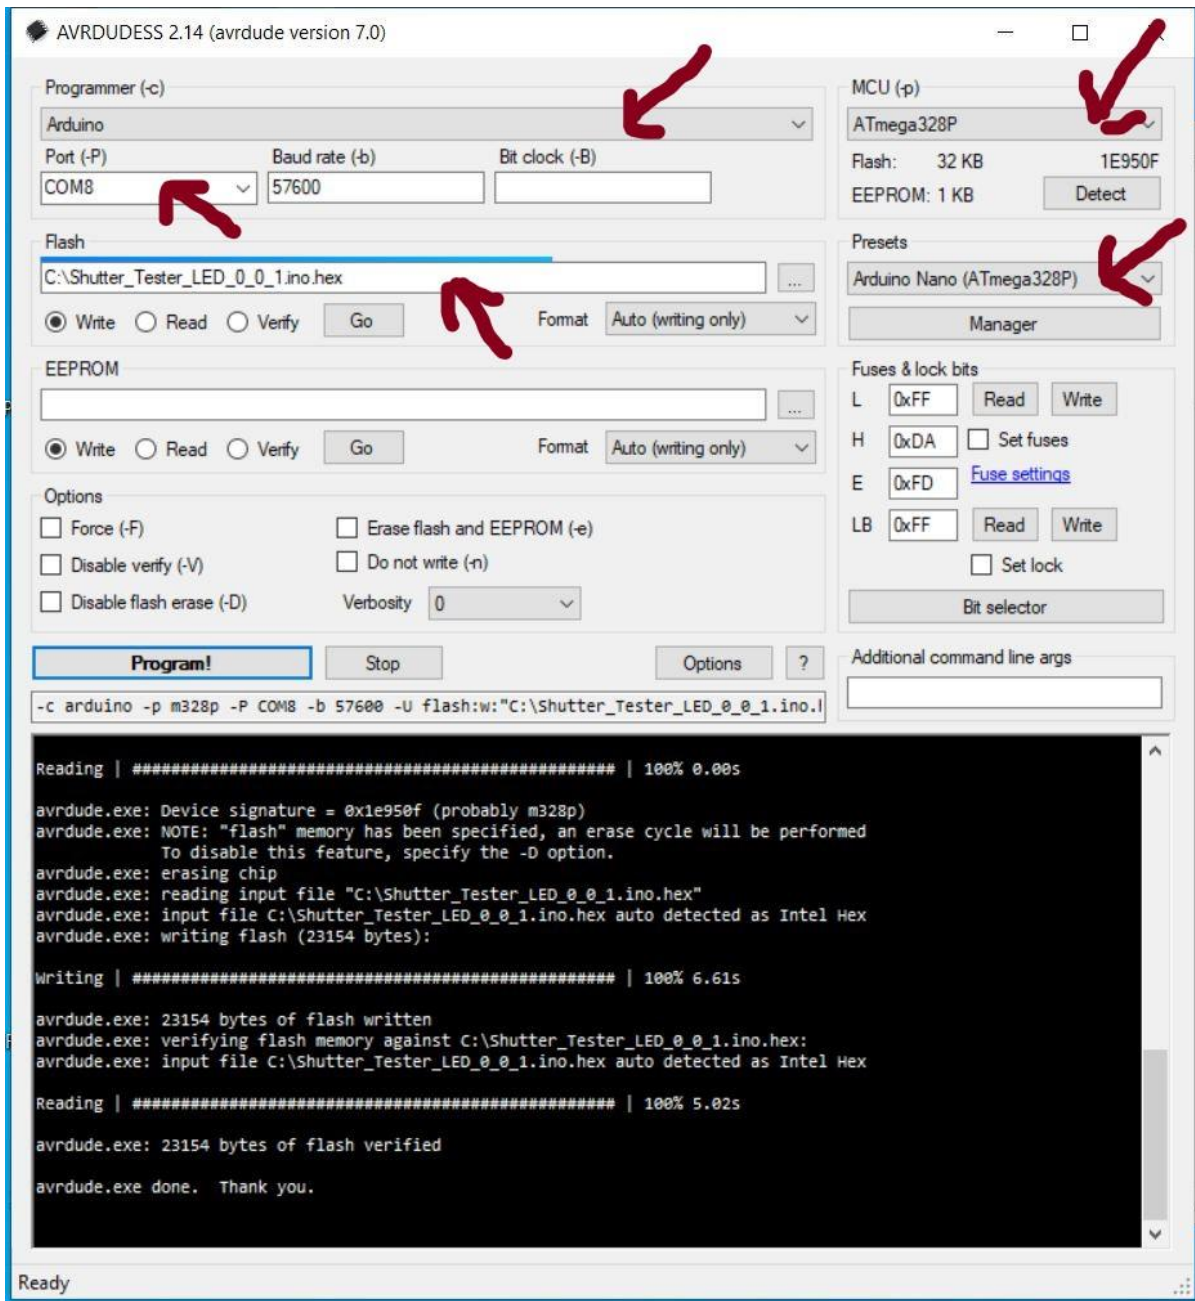 AVRDUDESS 2.14 (avrdude version 7.0)
Programmer (-c)
Arduino
Port (-P) Baud rate (-b) Bit clock (-B)
COM8 57600
MCU (-p)
ATmega328P
Flash: 32 KB 1E950F
EEPROM: 1 KB Detect
Flash
C:\Shutter_Tester_LED_0_0_1.ino.hex ...
Write Read Verify Go Format Auto (writing only)
Presets
Arduino Nano (ATmega328P)
Manager
EEPROM
...
Write Read Verify Go Format Auto (writing only)
Fuses & lock bits
L 0xFF Read Write
H 0xDA Set fuses
E 0xFD Fuse settings
LB 0xFF Read Write
Set lock
Bit selector
Options
Force (-F) Erase flash and EEPROM (-e)
Disable verify (-V) Do not write (-n)
Disable flash erase (-D) Verbosity 0
Program! Stop Options ?
Additional command line args
-c arduino -p m328p -P COM8 -b 57600 -U flash:w:"C:\Shutter_Tester_LED_0_0_1.ino.
Reading | ################################################## | 100% 0.00s
avrdude.exe: Device signature = 0x1e950f (probably m328p)
avrdude.exe: NOTE: "flash" memory has been specified, an erase cycle will be performed
To disable this feature, specify the -D option.
avrdude.exe: erasing chip
avrdude.exe: reading input file "C:\Shutter_Tester_LED_0_0_1.ino.hex"
avrdude.exe: input file C:\Shutter_Tester_LED_0_0_1.ino.hex auto detected as Intel Hex
avrdude.exe: writing flash (23154 bytes):
Writing | ################################################## | 100% 6.61s
avrdude.exe: 23154 bytes of flash written
avrdude.exe: verifying flash memory against C:\Shutter_Tester_LED_0_0_1.ino.hex:
avrdude.exe: input file C:\Shutter_Tester_LED_0_0_1.ino.hex auto detected as Intel Hex
Reading | ################################################## | 100% 5.02s
avrdude.exe: 23154 bytes of flash verified
avrdude.exe done.  Thank you.
Ready